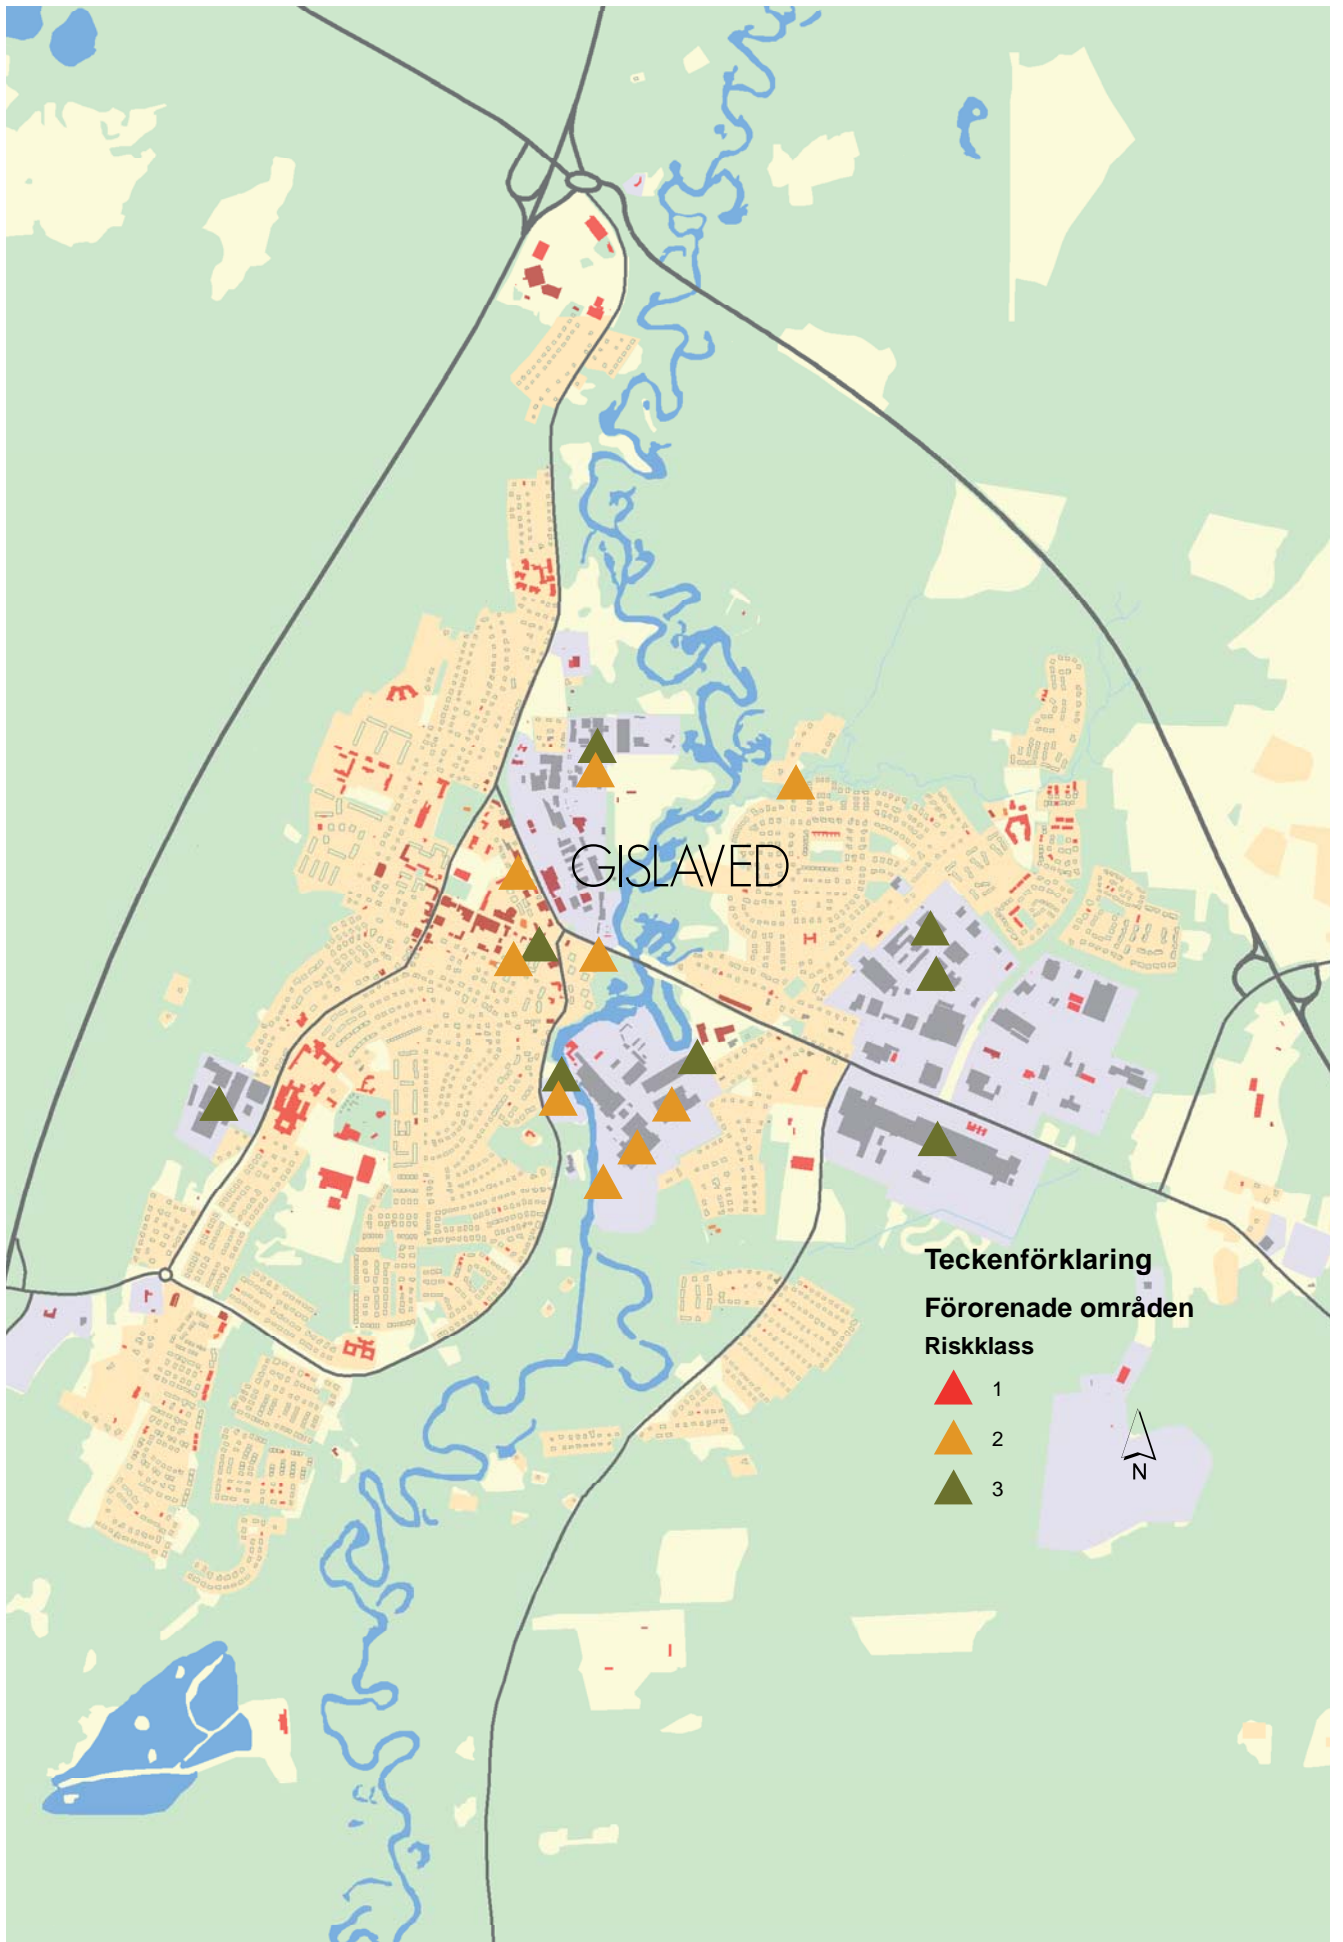 GISLAVED
Teckenförklaring
Förorenade områden
Riskklass
1
2
3
N